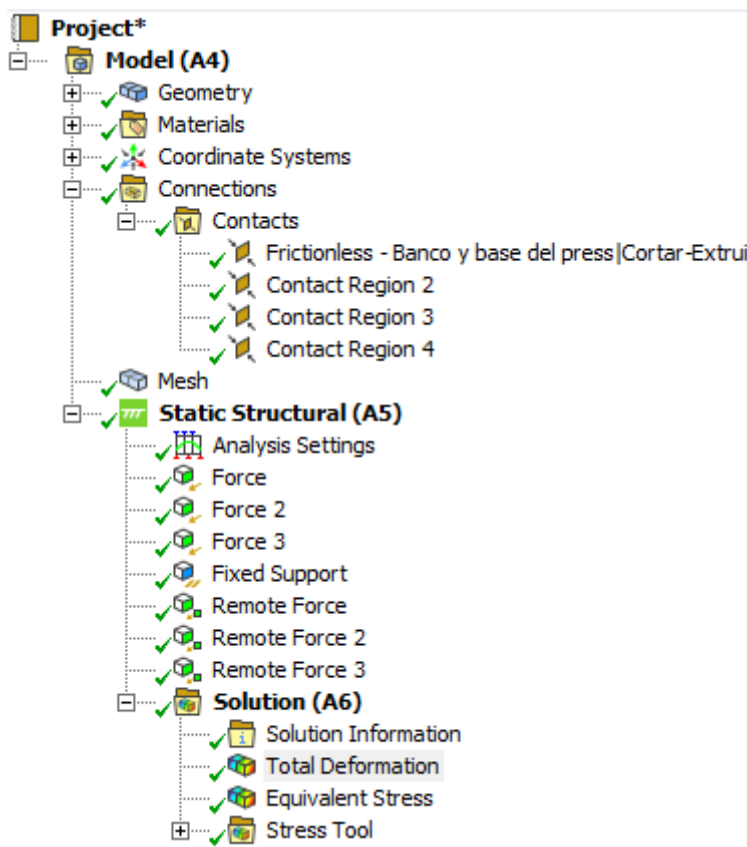 Project*
Model (A4)
Geometry
Materials
Coordinate Systems
Connections
Contacts
Frictionless - Banco y base del press|Cortar-Extrui
Contact Region 2
Contact Region 3
Contact Region 4
Mesh
Static Structural (A5)
Analysis Settings
Force
Force 2
Force 3
Fixed Support
Remote Force
Remote Force 2
Remote Force 3
Solution (A6)
Solution Information
Total Deformation
Equivalent Stress
Stress Tool